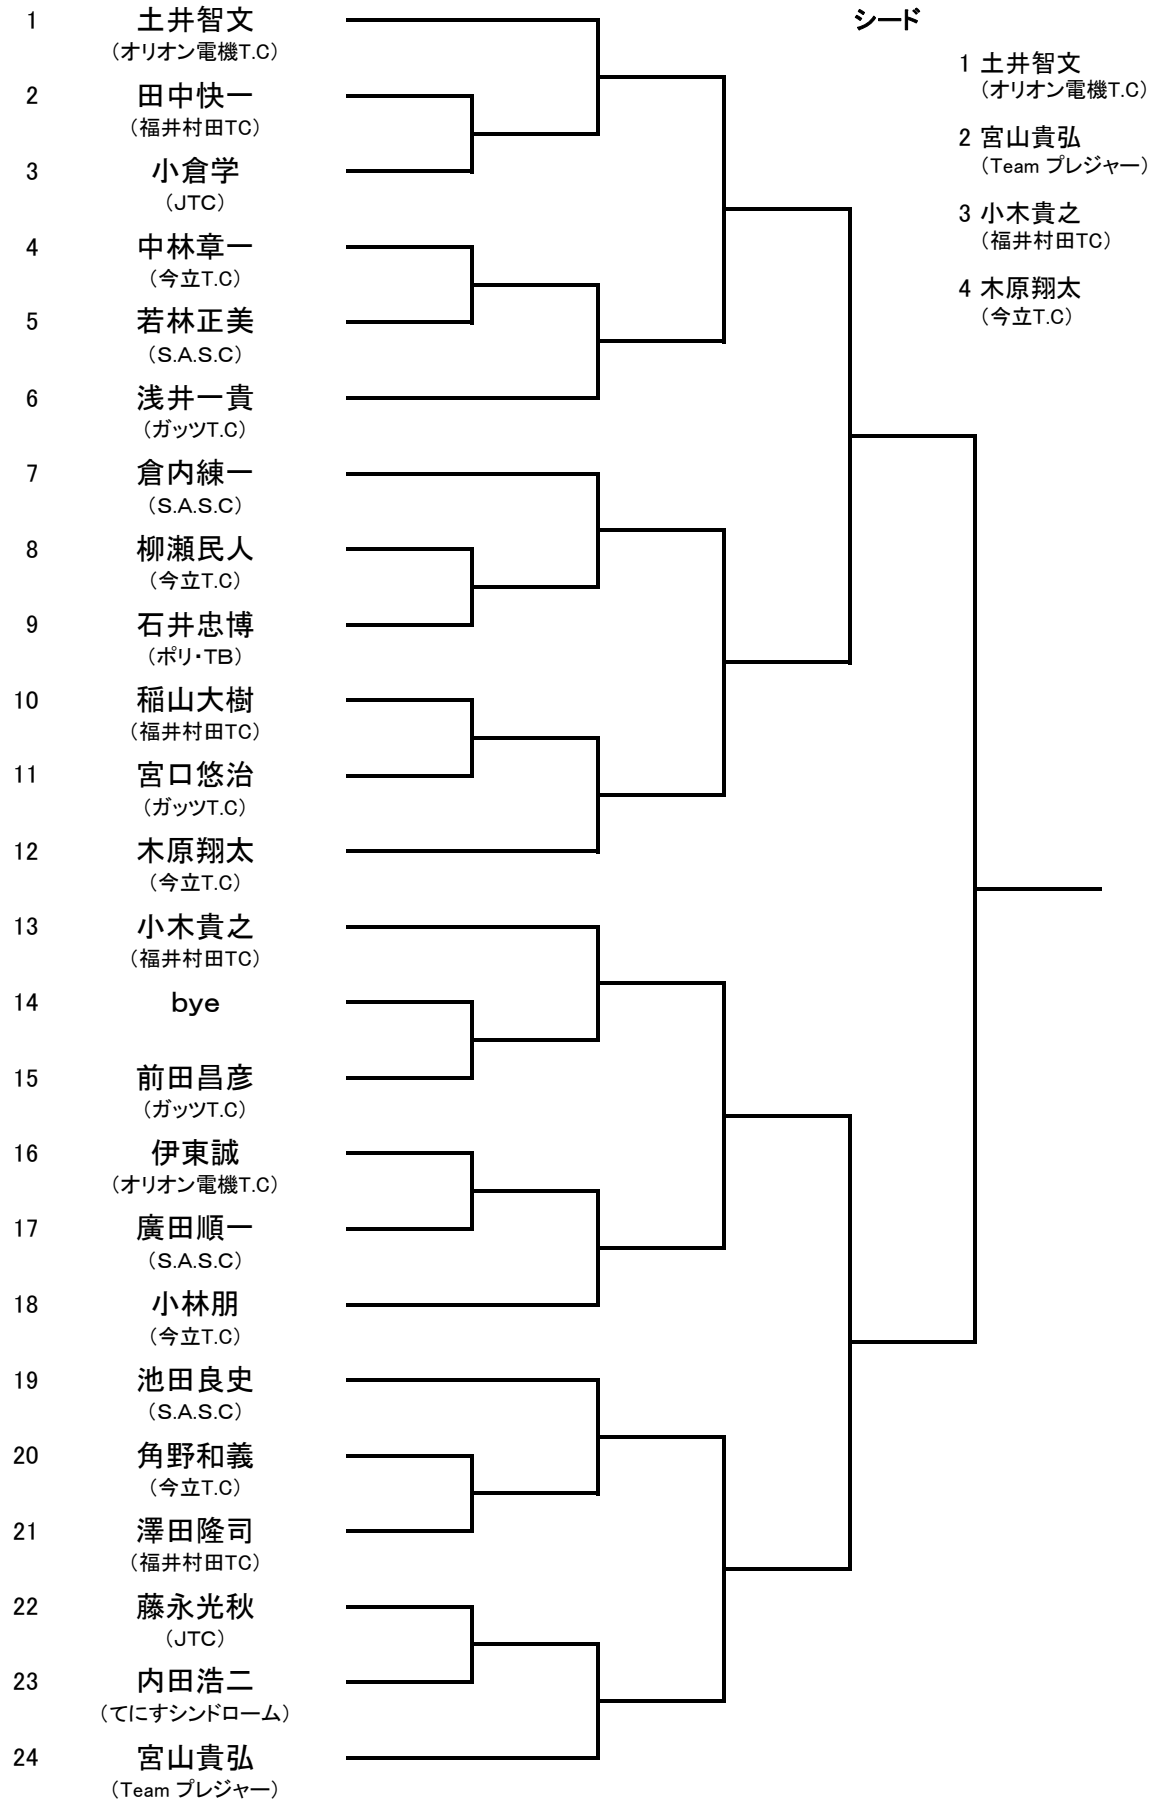 1 土井智文
（オリオン電機T.C）
2 田中快一
（福井村田TC）
3 小倉学
（JTC）
4 中林章一
（今立T.C）
5 若林正美
（S.A.S.C）
6 浅井一貴
（ガッツT.C）
7 倉内練一
（S.A.S.C）
8 柳瀬民人
（今立T.C）
9 石井忠博
（ポリ・TB）
10 稲山大樹
（福井村田TC）
11 宮口悠治
（ガッツT.C）
12 木原翔太
（今立T.C）
13 小木貴之
（福井村田TC）
14 bye
15 前田昌彦
（ガッツT.C）
16 伊東誠
（オリオン電機T.C）
17 廣田順一
（S.A.S.C）
18 小林朋
（今立T.C）
19 池田良史
（S.A.S.C）
20 角野和義
（今立T.C）
21 澤田隆司
（福井村田TC）
22 藤永光秋
（JTC）
23 内田浩二
（てにすシンドローム）
24 宮山貴弘
（Team プレジャー）
シード
1 土井智文
（オリオン電機T.C）
2 宮山貴弘
（Team プレジャー）
3 小木貴之
（福井村田TC）
4 木原翔太
（今立T.C）